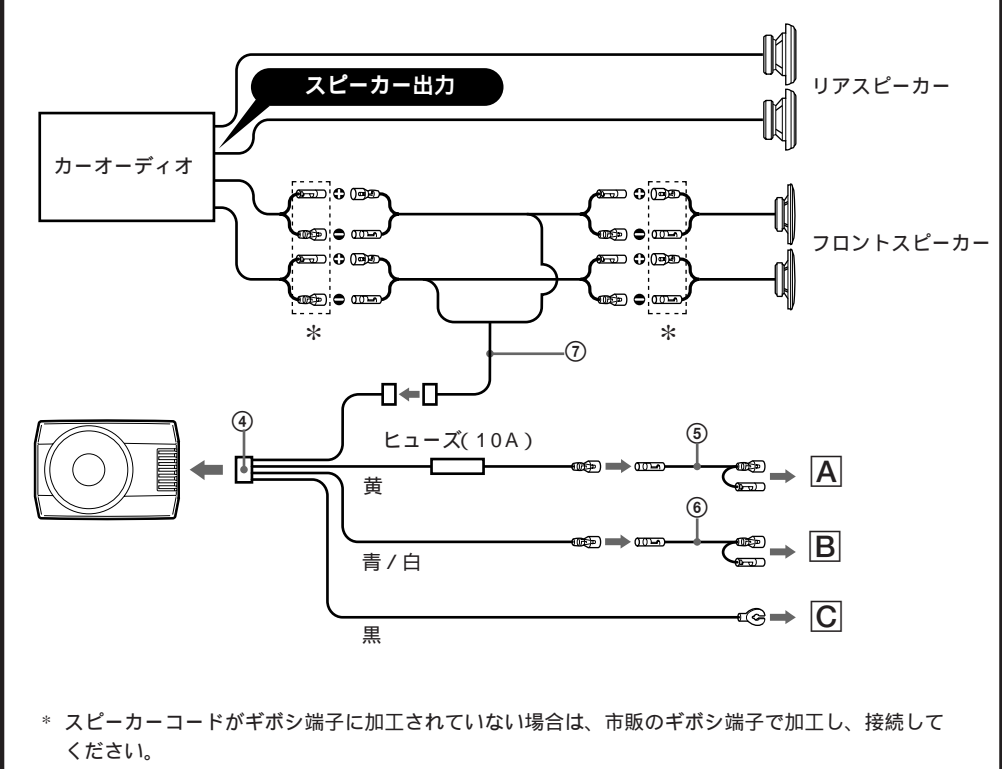 スピーカー出力
リアスピーカー
カーオーディオ
⊕ ⊕
⊖ ⊖
フロントスピーカー
⊕ ⊕
⊖ ⊖
* *
⑦
④
ヒューズ(10A)
⑤
黄
A
⑥
青/白
B
黒
C
* スピーカーコードがギボシ端子に加工されていない場合は、市販のギボシ端子で加工し、接続して
ください。